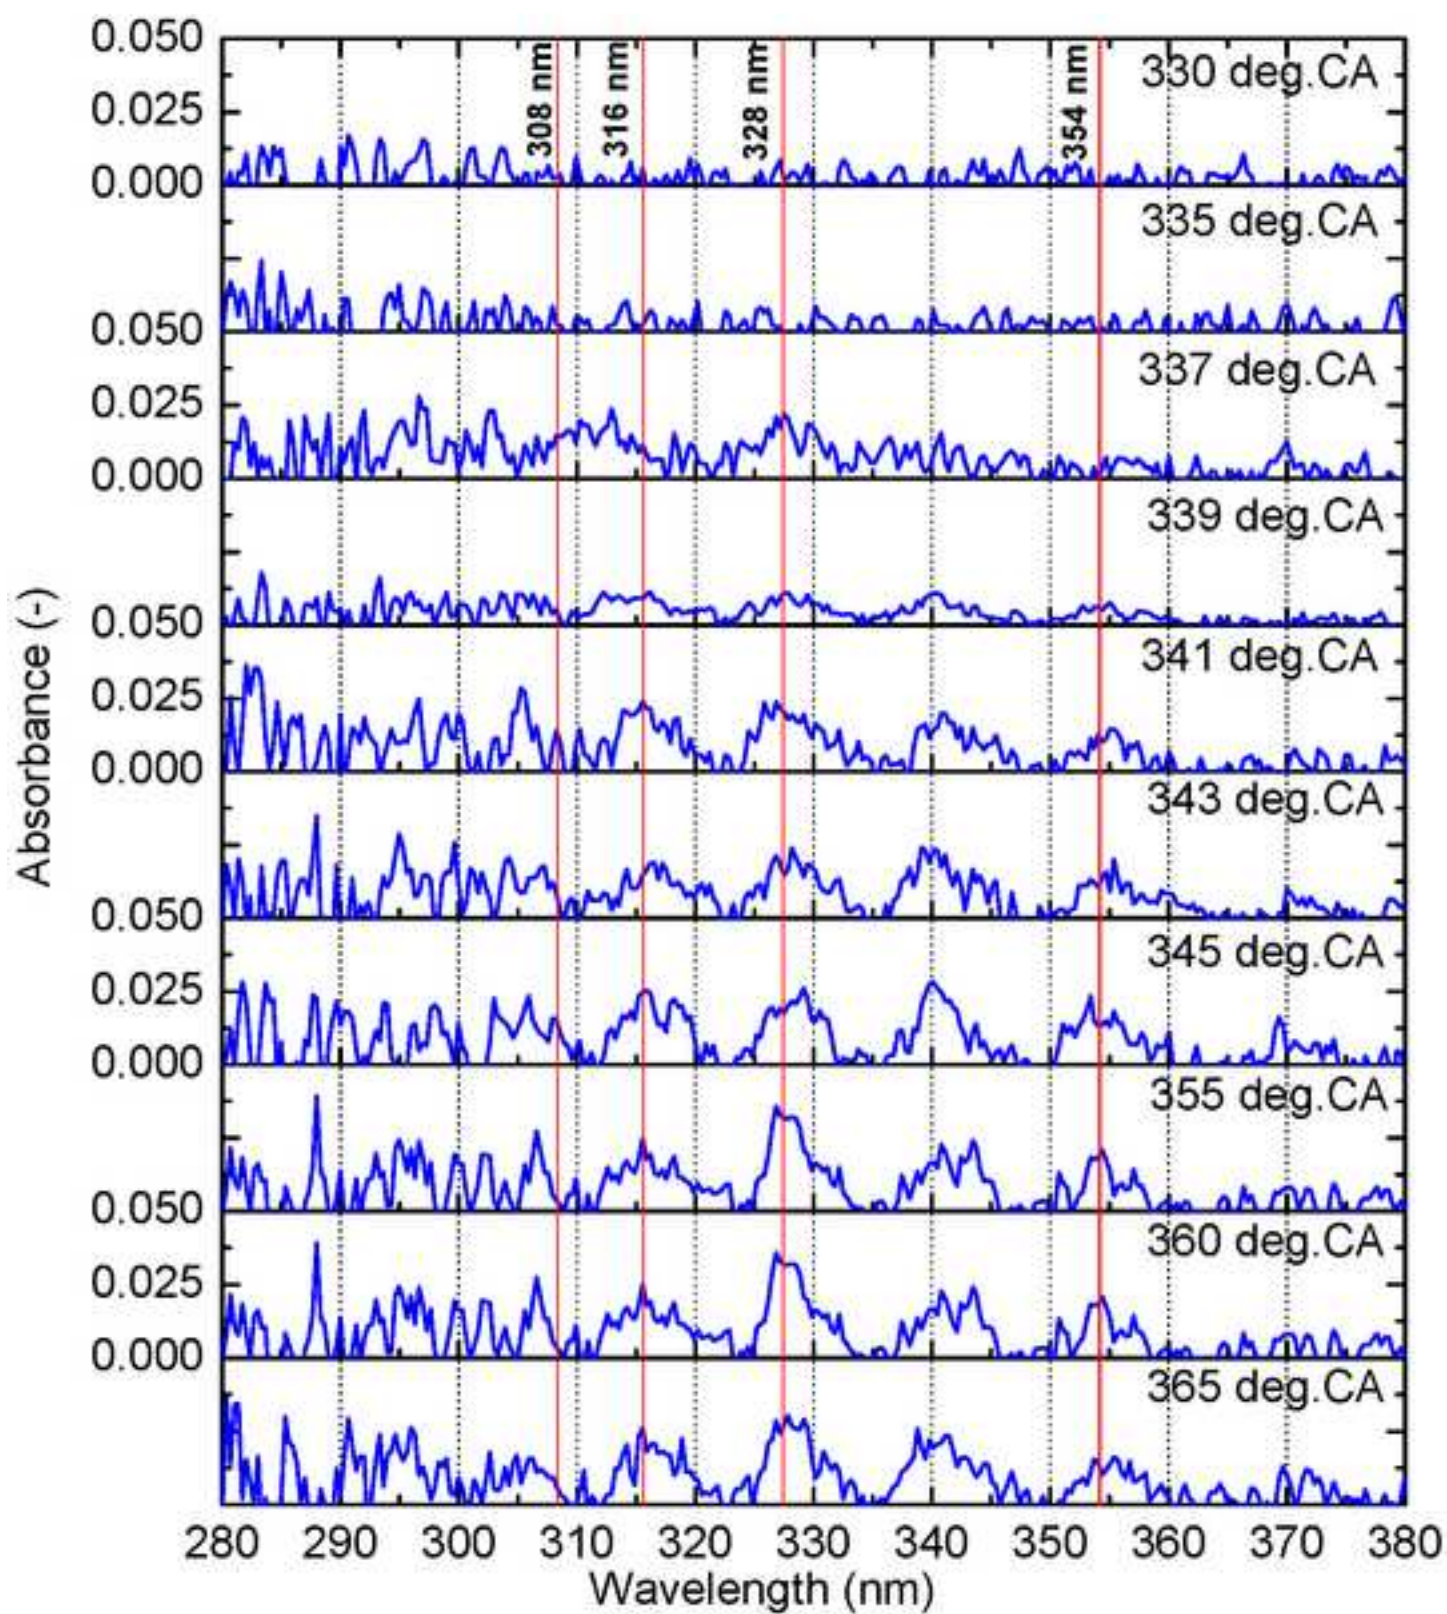 0.050
0.025
0.000
308 nm
316 nm
328 nm
354 nm
330 deg.CA
335 deg.CA
0.050
337 deg.CA
0.025
0.000
339 deg.CA
0.050
341 deg.CA
0.025
0.000
343 deg.CA
0.050
345 deg.CA
0.025
0.000
355 deg.CA
0.050
360 deg.CA
0.025
0.000
365 deg.CA
Absorbance (-)
280 290 300 310 320 330 340 350 360 370 380
Wavelength (nm)